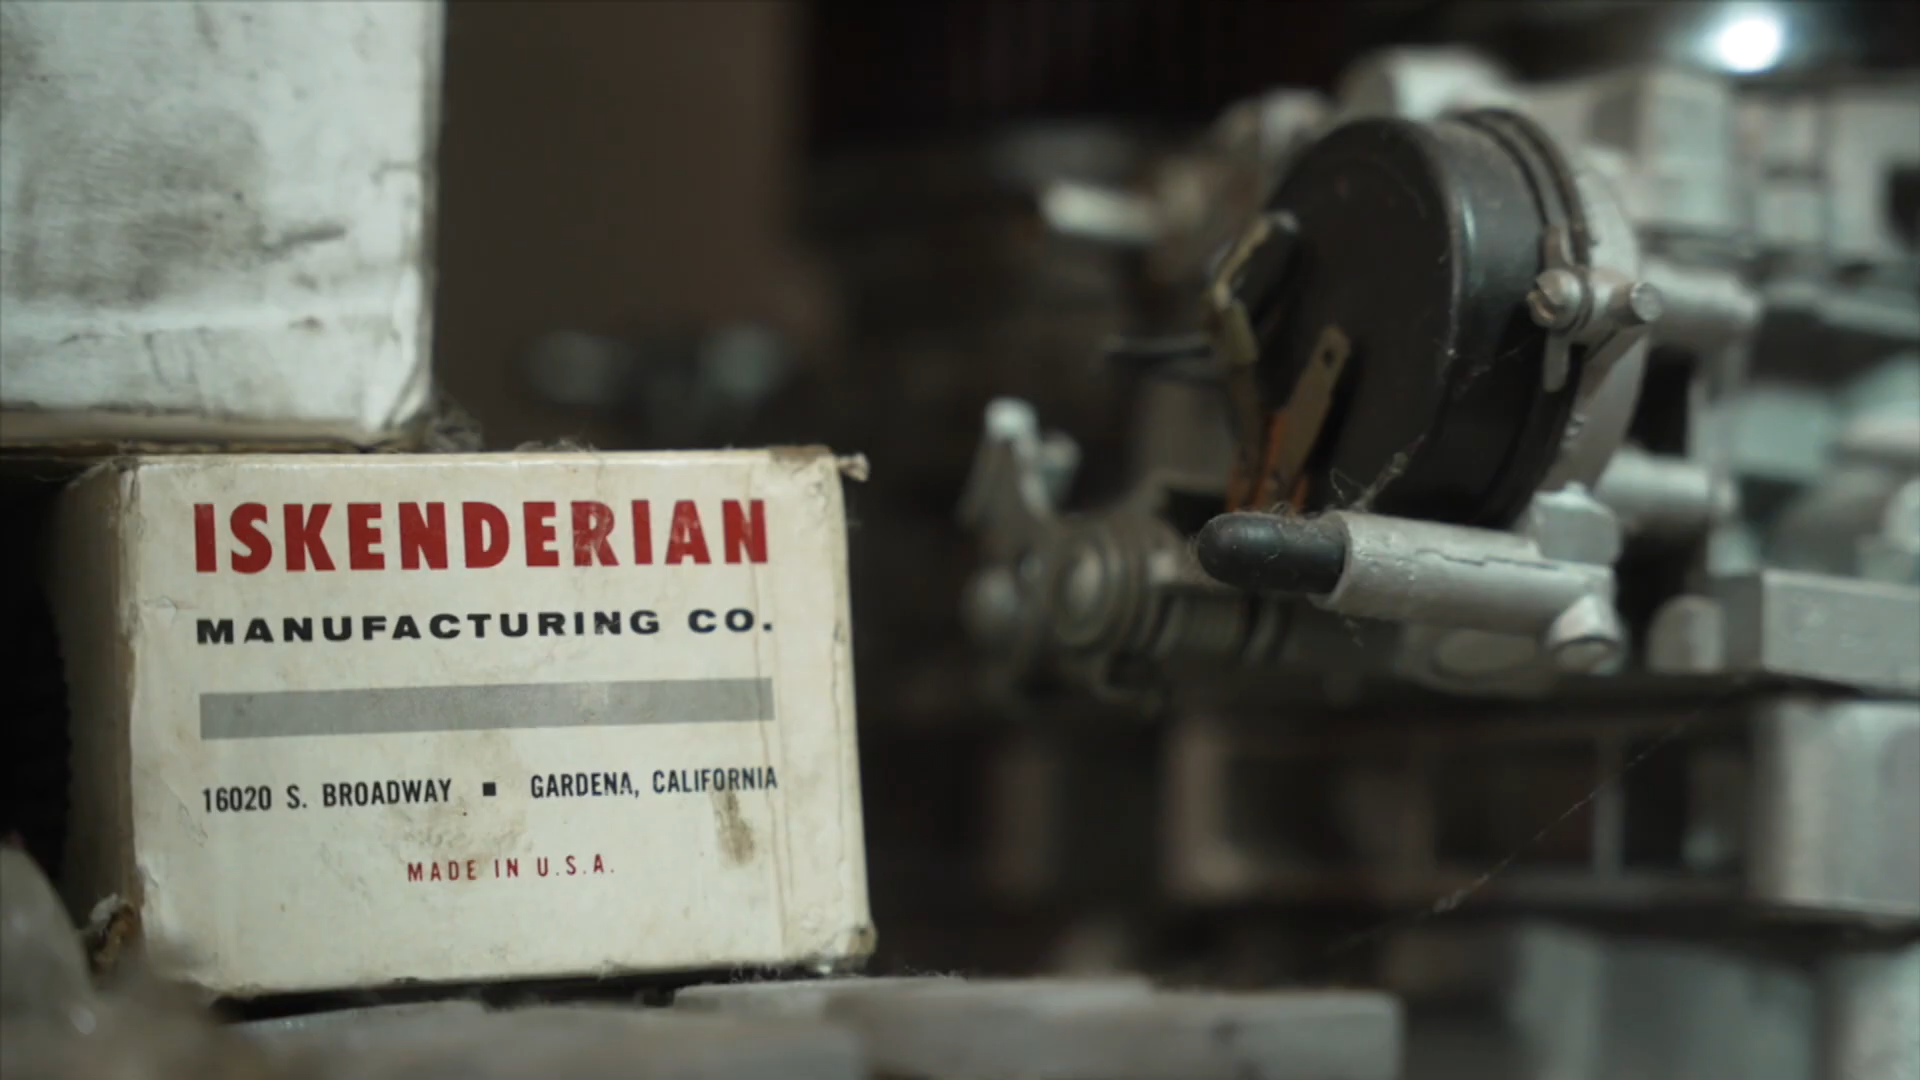 ISKENDERIAN
MANUFACTURING CO.
16020 S. BROADWAY ▪ GARDENA, CALIFORNIA
MADE IN U.S.A.